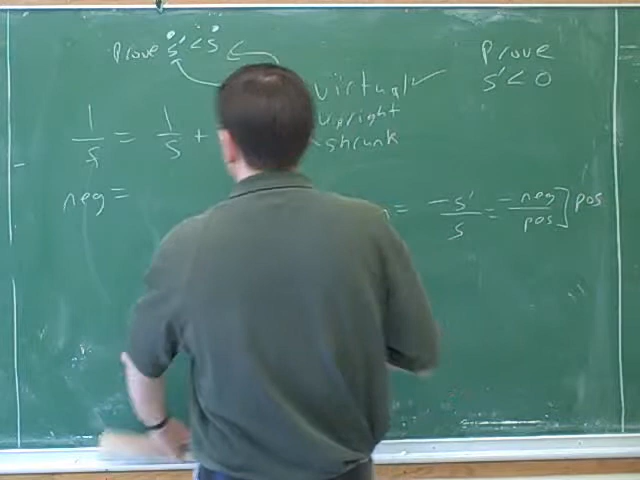 Prove s' < s
Prove
s' < 0
virtual ✓
upright
shrunk
1/f = 1/s +
neg =
= -s'/s = -neg/pos ] pos